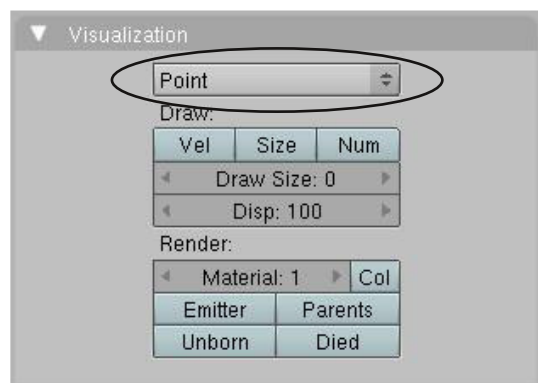 Visualization
Point
Draw:
Vel Size Num
Draw Size: 0
Disp: 100
Render:
Material: 1 Col
Emitter Parents
Unborn Died